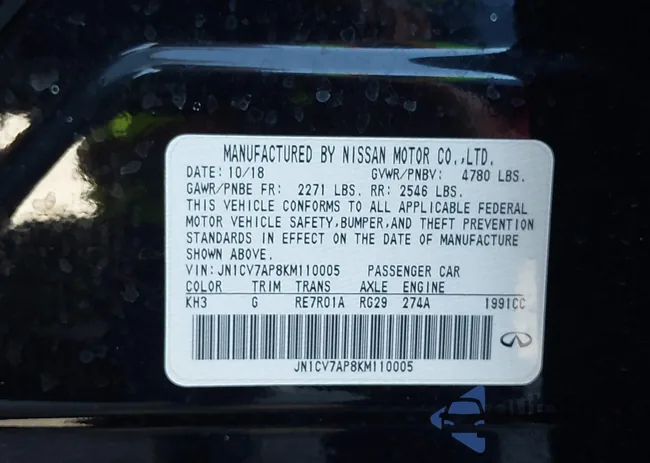 MANUFACTURED BY NISSAN MOTOR CO.,LTD.
DATE: 10/18 GVWR/PNBV: 4780 LBS.
GAWR/PNBE FR: 2271 LBS. RR: 2546 LBS.
THIS VEHICLE CONFORMS TO ALL APPLICABLE FEDERAL
MOTOR VEHICLE SAFETY,BUMPER,AND THEFT PREVENTION
STANDARDS IN EFFECT ON THE DATE OF MANUFACTURE
SHOWN ABOVE.
VIN: JN1CV7AP8KM110005 PASSENGER CAR
COLOR TRIM TRANS AXLE ENGINE
KH3 G RE7R01A RG29 274A 1991CC
JN1CV7AP8KM110005